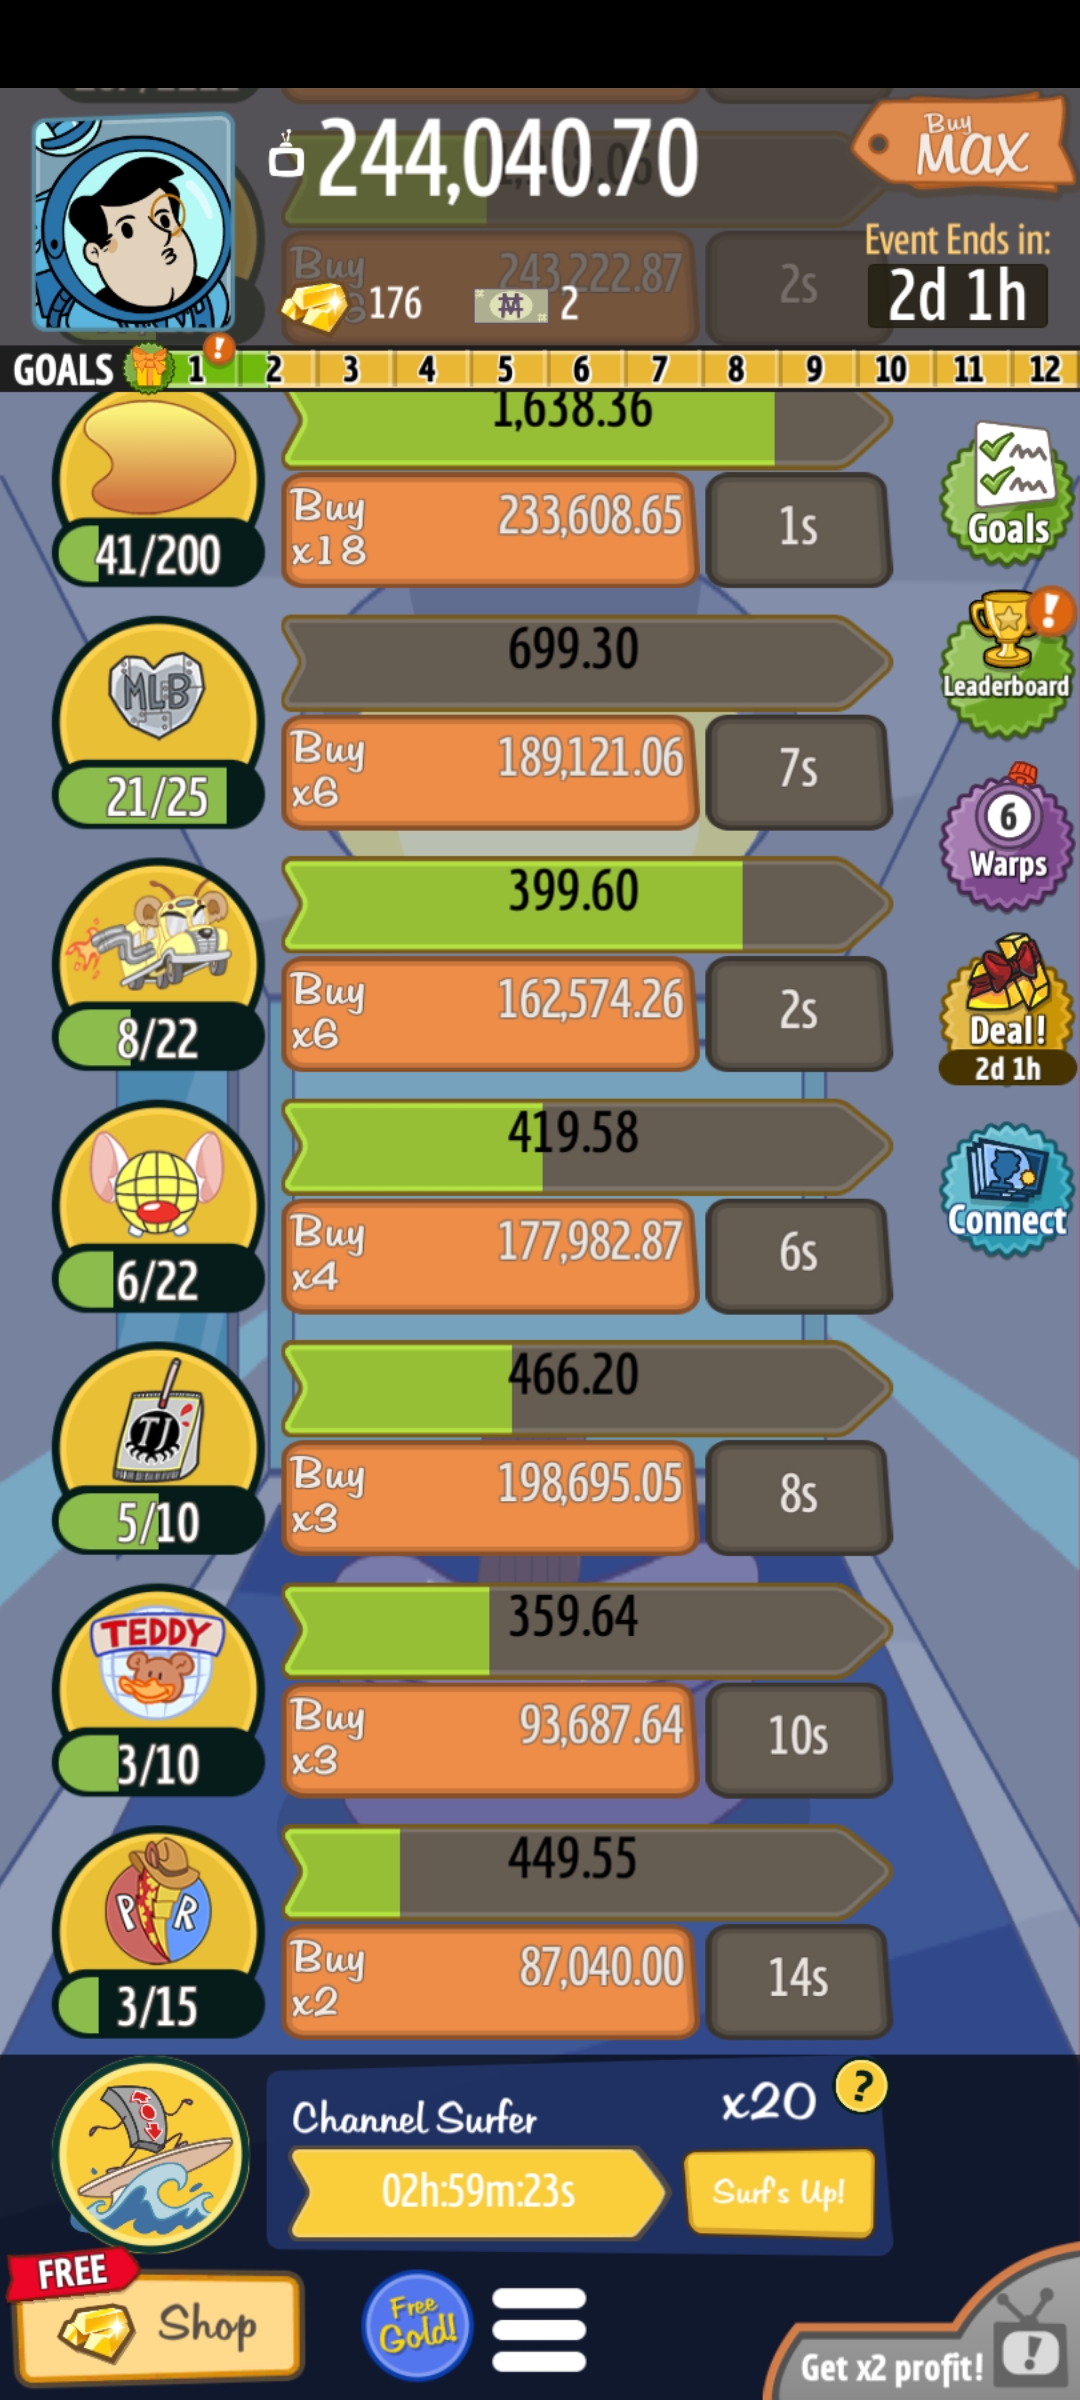 244,040.70
Buy
MAX
Event Ends in:
2d 1h
Buy
243,222.87
2s
176
2
GOALS 1 ! 2 3 4 5 6 7 8 9 10 11 12
1,638.36
41/200
Buy
x18
233,608.65
1s
Goals
MLB
21/25
699.30
Buy
x6
189,121.06
7s
!
Leaderboard
6
Warps
8/22
399.60
Buy
x6
162,574.26
2s
Deal!
2d 1h
6/22
419.58
Buy
x4
177,982.87
6s
Connect
TJ
5/10
466.20
Buy
x3
198,695.05
8s
TEDDY
3/10
359.64
Buy
x3
93,687.64
10s
P R
3/15
449.55
Buy
x2
87,040.00
14s
Channel Surfer
x20
?
02h:59m:23s
Surf's Up!
FREE
Shop
Free
Gold!
Get x2 profit!
!